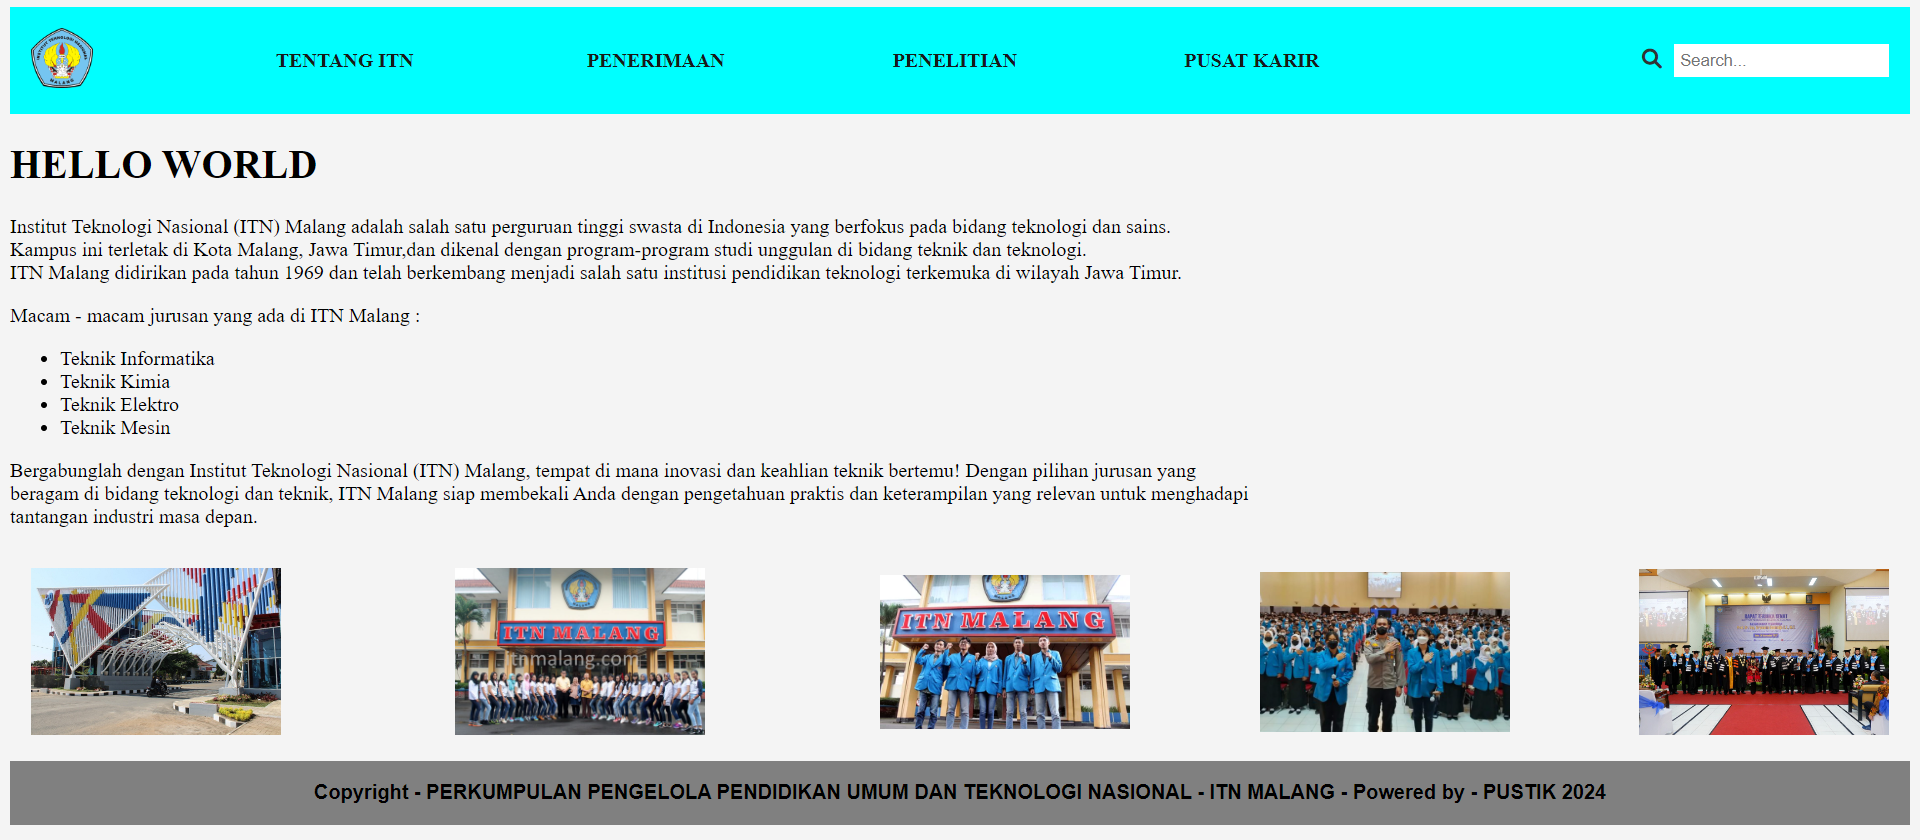 INSTITUT TEKNOLOGI NASIONAL
MALANG
TENTANG ITN
PENERIMAAN
PENELITIAN
PUSAT KARIR
Search...
HELLO WORLD
Institut Teknologi Nasional (ITN) Malang adalah salah satu perguruan tinggi swasta di Indonesia yang berfokus pada bidang teknologi dan sains.
Kampus ini terletak di Kota Malang, Jawa Timur,dan dikenal dengan program-program studi unggulan di bidang teknik dan teknologi.
ITN Malang didirikan pada tahun 1969 dan telah berkembang menjadi salah satu institusi pendidikan teknologi terkemuka di wilayah Jawa Timur.
Macam - macam jurusan yang ada di ITN Malang :
Teknik Informatika
Teknik Kimia
Teknik Elektro
Teknik Mesin
Bergabunglah dengan Institut Teknologi Nasional (ITN) Malang, tempat di mana inovasi dan keahlian teknik bertemu! Dengan pilihan jurusan yang
beragam di bidang teknologi dan teknik, ITN Malang siap membekali Anda dengan pengetahuan praktis dan keterampilan yang relevan untuk menghadapi
tantangan industri masa depan.
ITN MALANG
itnmalang.com
MALANG
ITN MALANG
Copyright - PERKUMPULAN PENGELOLA PENDIDIKAN UMUM DAN TEKNOLOGI NASIONAL - ITN MALANG - Powered by - PUSTIK 2024